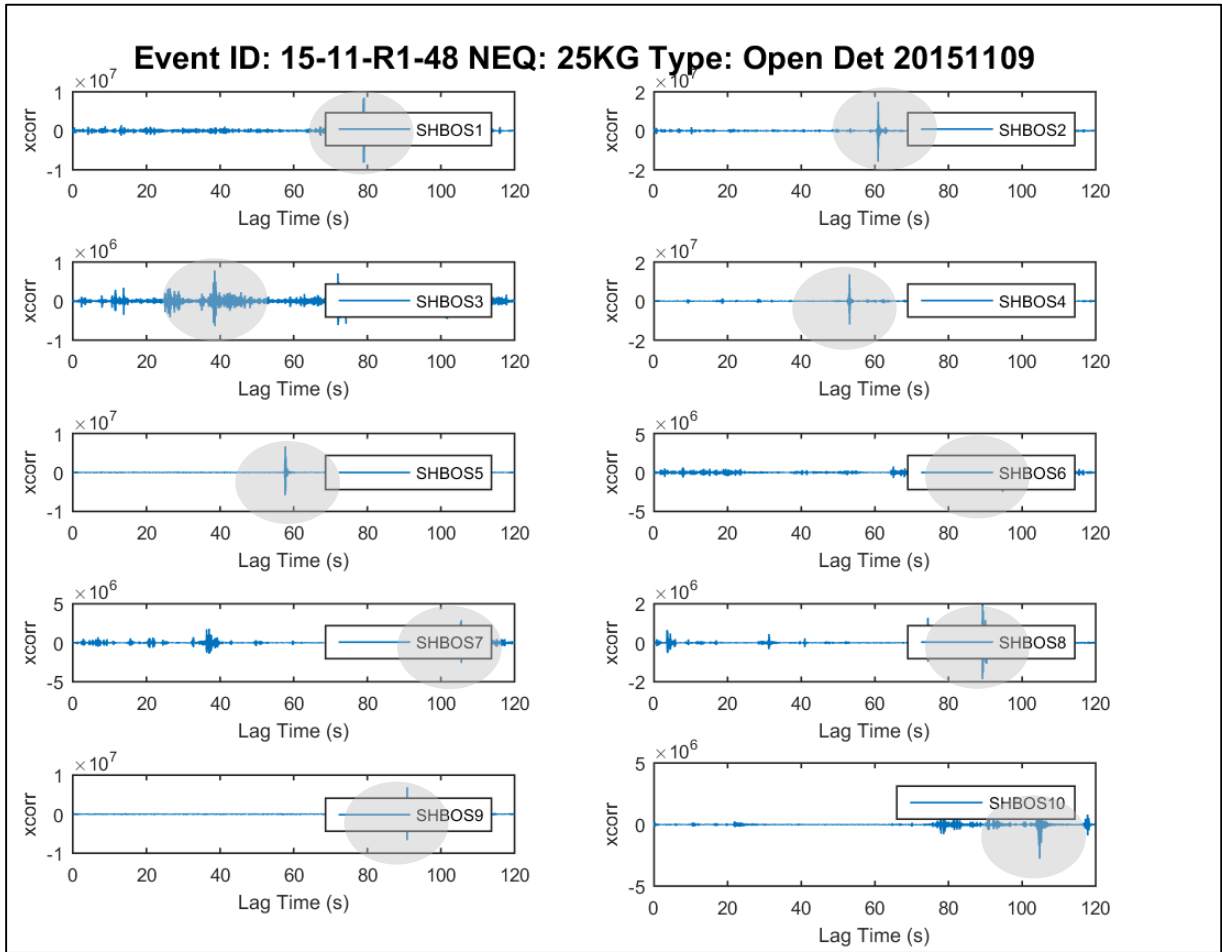 Event ID: 15-11-R1-48 NEQ: 25KG Type: Open Det 20151109
×10^7
1
0
-1
xcorr
SHBOS1
0 20 40 60 80 100 120
Lag Time (s)
×10^7
2
0
-2
xcorr
SHBOS2
0 20 40 60 80 100 120
Lag Time (s)
×10^6
1
0
-1
xcorr
SHBOS3
0 20 40 60 80 100 120
Lag Time (s)
×10^7
2
0
-2
xcorr
SHBOS4
0 20 40 60 80 100 120
Lag Time (s)
×10^7
1
0
-1
xcorr
SHBOS5
0 20 40 60 80 100 120
Lag Time (s)
×10^6
5
0
-5
xcorr
SHBOS6
0 20 40 60 80 100 120
Lag Time (s)
×10^6
5
0
-5
xcorr
SHBOS7
0 20 40 60 80 100 120
Lag Time (s)
×10^6
2
0
-2
xcorr
SHBOS8
0 20 40 60 80 100 120
Lag Time (s)
×10^7
1
0
-1
xcorr
SHBOS9
0 20 40 60 80 100 120
Lag Time (s)
×10^6
5
0
-5
xcorr
SHBOS10
0 20 40 60 80 100 120
Lag Time (s)